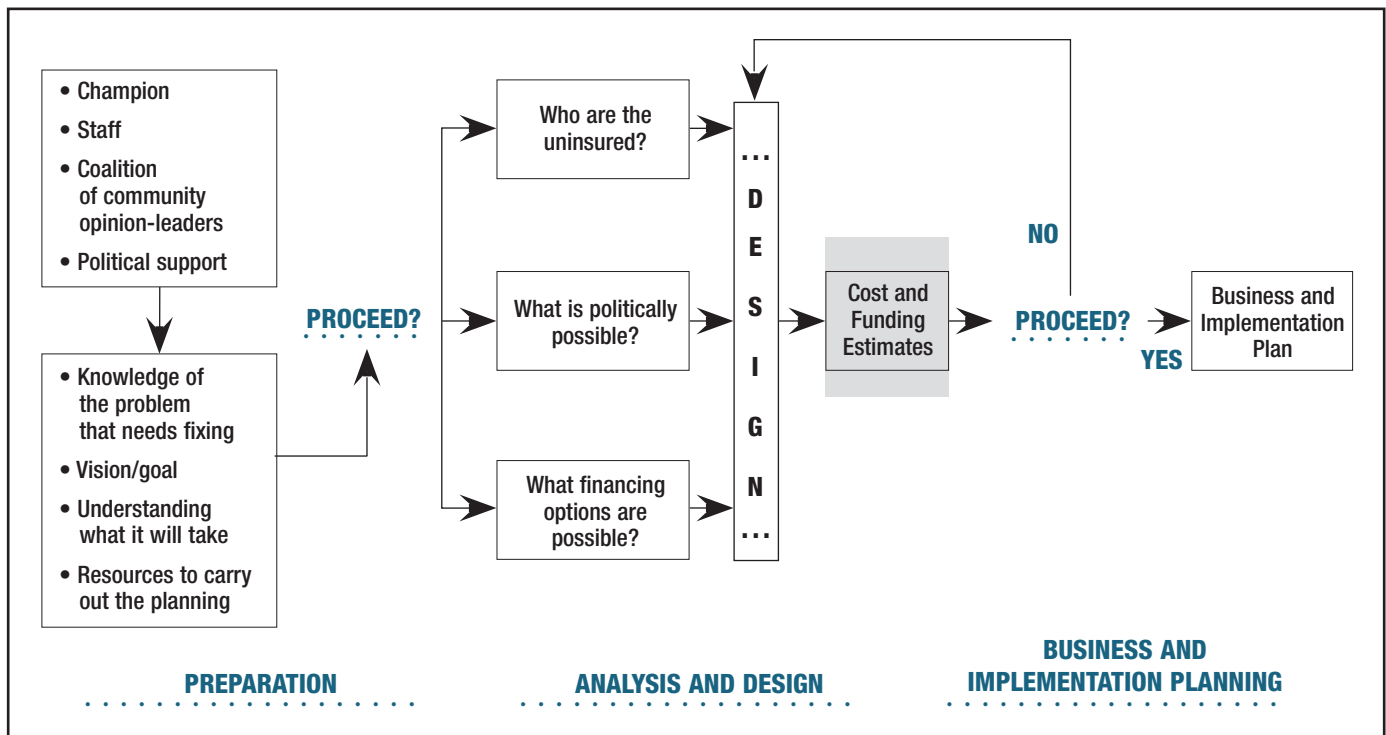 • Champion
• Staff
• Coalition
of community
opinion-leaders
• Political support
• Knowledge of
the problem
that needs fixing
• Vision/goal
• Understanding
what it will take
• Resources to carry
out the planning
PROCEED?
Who are the
uninsured?
What is politically
possible?
What financing
options are
possible?
...
D
E
S
I
G
N
...
Cost and
Funding
Estimates
NO
PROCEED?
YES
Business and
Implementation
Plan
PREPARATION
ANALYSIS AND DESIGN
BUSINESS AND
IMPLEMENTATION PLANNING